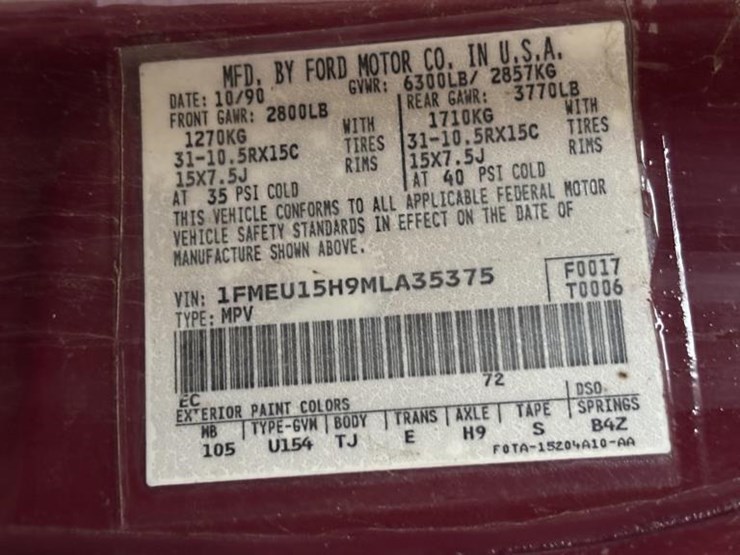 MFD. BY FORD MOTOR CO. IN U.S.A.
DATE: 10/90 GVWR: 6300LB/ 2857KG
FRONT GAWR: 2800LB REAR GAWR: 3770LB
1270KG WITH 1710KG WITH
31-10.5RX15C TIRES 31-10.5RX15C TIRES
15X7.5J RIMS 15X7.5J RIMS
AT 35 PSI COLD AT 40 PSI COLD
THIS VEHICLE CONFORMS TO ALL APPLICABLE FEDERAL MOTOR
VEHICLE SAFETY STANDARDS IN EFFECT ON THE DATE OF
MANUFACTURE SHOWN ABOVE.
VIN: 1FMEU15H9MLA35375 F0017
TYPE: MPV T0006
72
EC
EXTERIOR PAINT COLORS DSO
WB TYPE-GVW BODY TRANS AXLE TAPE SPRINGS
105 U154 TJ E H9 S B4Z
F0TA-15204A10-AA